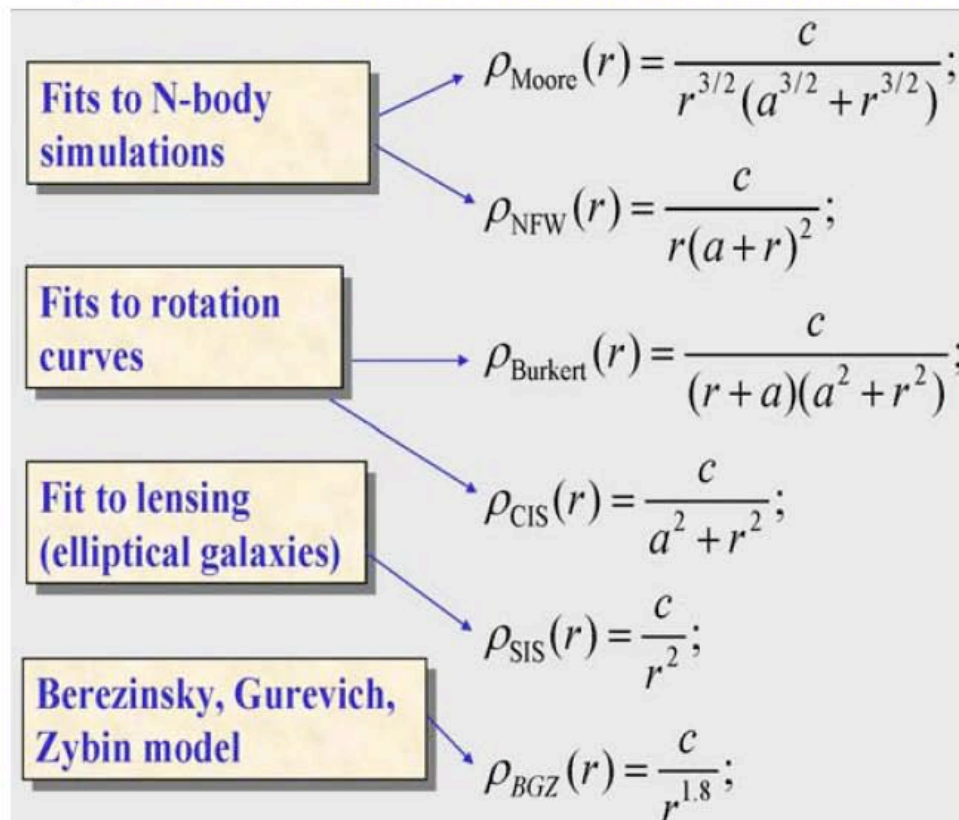 Fits to N-body
simulations
ρ_Moore(r) = c / (r^{3/2}(a^{3/2} + r^{3/2}));
ρ_NFW(r) = c / (r(a + r)^2);
Fits to rotation
curves
ρ_Burkert(r) = c / ((r + a)(a^2 + r^2));
ρ_CIS(r) = c / (a^2 + r^2);
Fit to lensing
(elliptical galaxies)
ρ_SIS(r) = c / r^2;
Berezinsky, Gurevich,
Zybin model
ρ_BGZ(r) = c / r^{1.8};